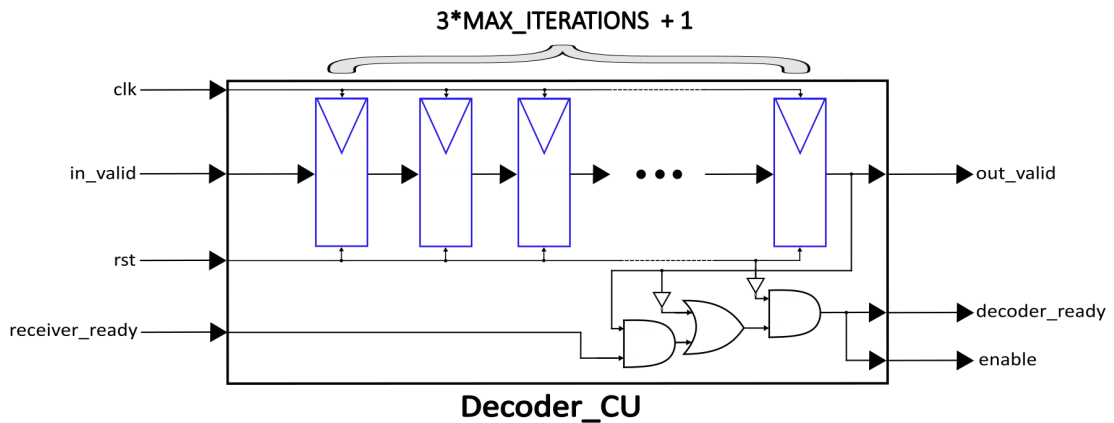 3*MAX_ITERATIONS + 1
clk
in_valid
out_valid
rst
receiver_ready
decoder_ready
enable
Decoder_CU